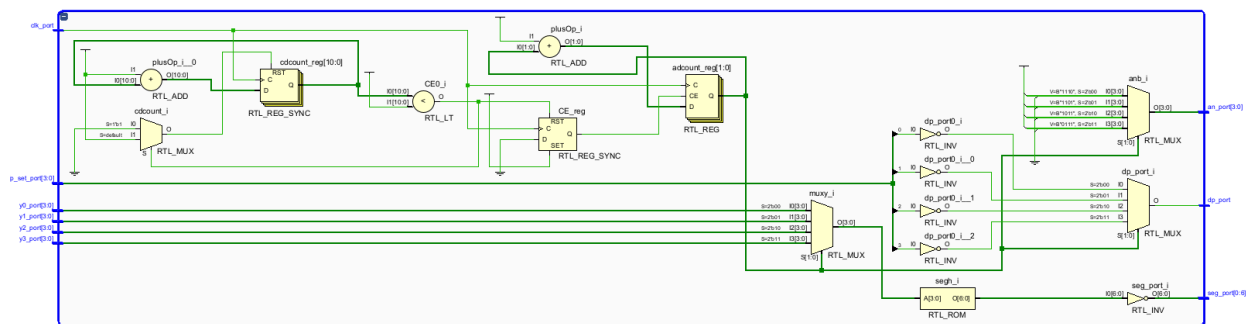 clk_port
p_set_port[3:0]
y0_port[3:0]
y1_port[3:0]
y2_port[3:0]
y3_port[3:0]
plusOp_i__0
I1
I0[10:0]
+
O[10:0]
RTL_ADD
cdcount_i
S=1'b1
I0
S=default
I1
O
S
RTL_MUX
cdcount_reg[10:0]
RST
C
D
Q
RTL_REG_SYNC
CE0_i
I0[10:0]
I1[10:0]
<
O
RTL_LT
CE_reg
RST
C
D
SET
Q
RTL_REG_SYNC
plusOp_i
I1
I0[1:0]
+
O[1:0]
RTL_ADD
adcount_reg[1:0]
C
CE
D
Q
RTL_REG
muxy_i
S=2'b00
I0[3:0]
S=2'b01
I1[3:0]
S=2'b10
I2[3:0]
S=2'b11
I3[3:0]
O[3:0]
S[1:0]
RTL_MUX
0
dp_port0_i
I0
O
RTL_INV
1
dp_port0_i__0
I0
O
RTL_INV
2
dp_port0_i__1
I0
O
RTL_INV
3
dp_port0_i__2
I0
O
RTL_INV
segh_i
A[3:0]
O[6:0]
RTL_ROM
anb_i
V=B"1110", S=2'b00
I0[3:0]
V=B"1101", S=2'b01
I1[3:0]
V=B"1011", S=2'b10
I2[3:0]
V=B"0111", S=2'b11
I3[3:0]
O[3:0]
S[1:0]
RTL_MUX
dp_port_i
S=2'b00
I0
S=2'b01
I1
S=2'b10
I2
S=2'b11
I3
O
S[1:0]
RTL_MUX
seg_port_i
I0[6:0]
O[6:0]
RTL_INV
an_port[3:0]
dp_port
seg_port[0:6]